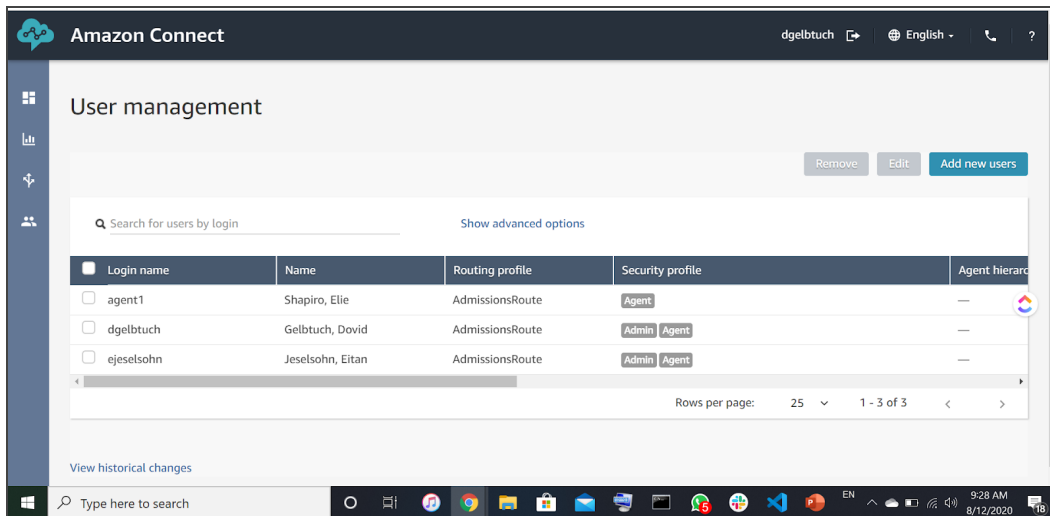 Amazon Connect
dgelbtuch English ?
User management
Remove Edit Add new users
Search for users by login Show advanced options
Login name Name Routing profile Security profile Agent hierarc
agent1 Shapiro, Elie AdmissionsRoute Agent —
dgelbtuch Gelbtuch, Dovid AdmissionsRoute Admin Agent —
ejeselsohn Jeselsohn, Eitan AdmissionsRoute Admin Agent —
Rows per page: 25 1 - 3 of 3 < >
View historical changes
Type here to search 5 EN 9:28 AM
8/12/2020 18